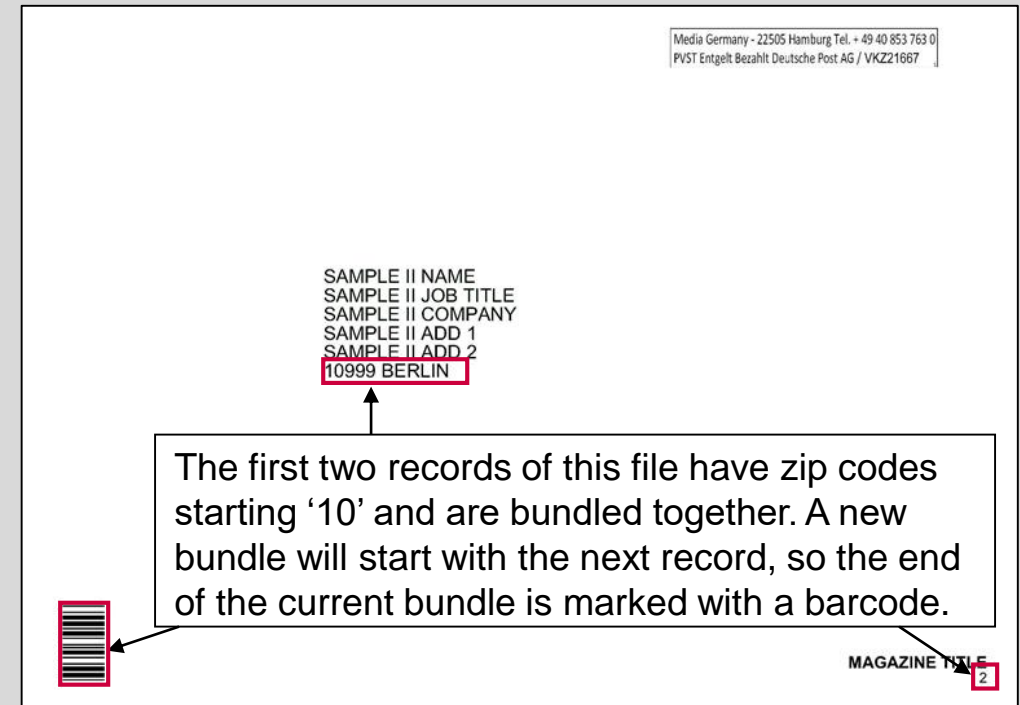 Media Germany - 22505 Hamburg Tel. + 49 40 853 763 0
PVST Entgelt Bezahlt Deutsche Post AG / VKZ21667
SAMPLE II NAME
SAMPLE II JOB TITLE
SAMPLE II COMPANY
SAMPLE II ADD 1
SAMPLE II ADD 2
10999 BERLIN
The first two records of this file have zip codes
starting ‘10’ and are bundled together. A new
bundle will start with the next record, so the end
of the current bundle is marked with a barcode.
MAGAZINE TITLE
2